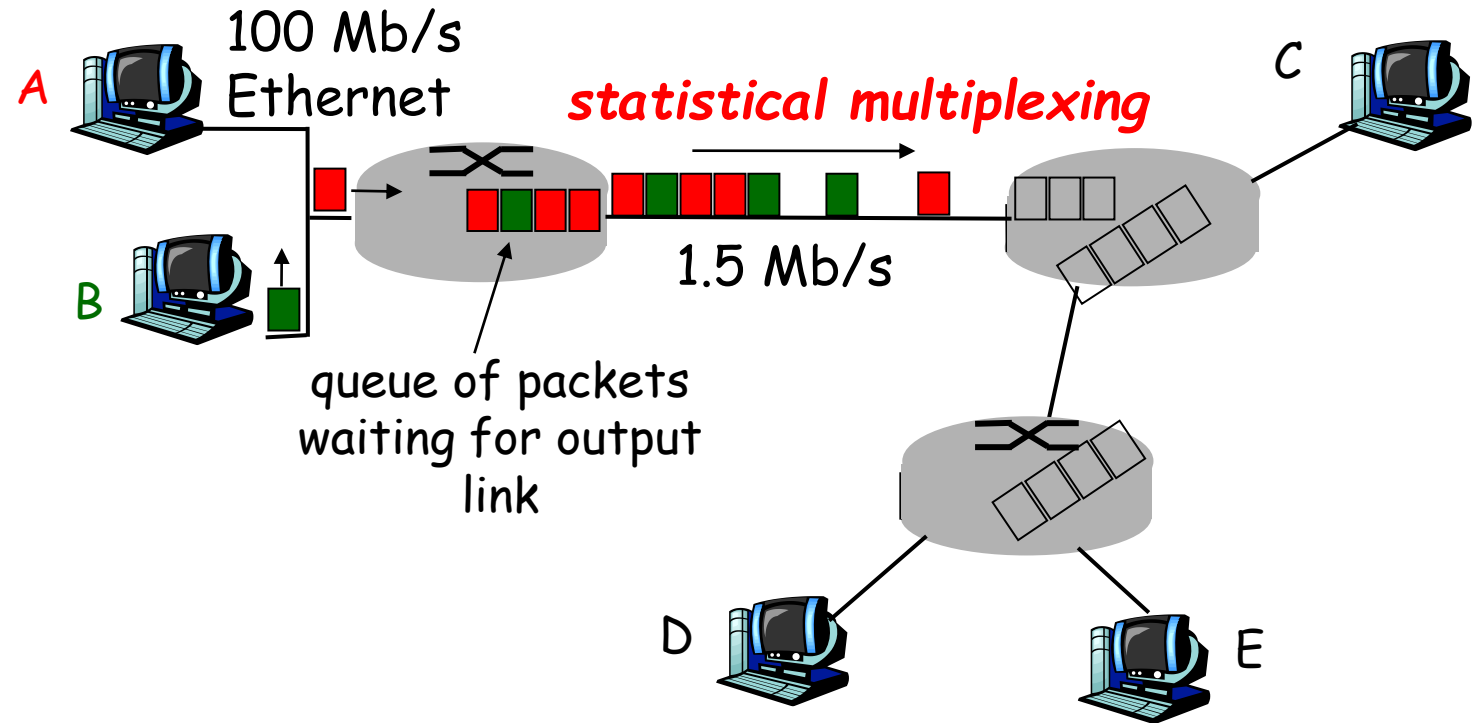 A
100 Mb/s
Ethernet
statistical multiplexing
C
B
1.5 Mb/s
queue of packets
waiting for output
link
D
E